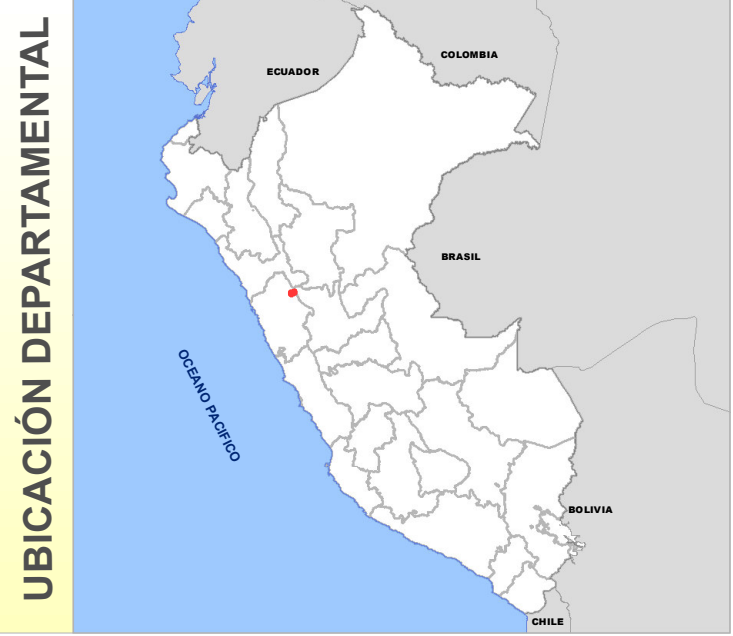 UBICACIÓN DEPARTAMENTAL
COLOMBIA
ECUADOR
BRASIL
OCEANO PACIFICO
BOLIVIA
CHILE